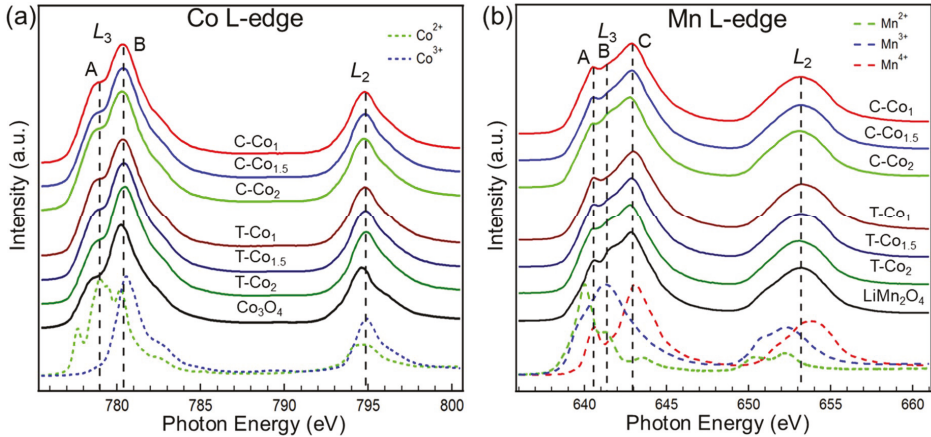 (a) Co L-edge
Intensity (a.u.)
L3
A
B
L2
Co2+
Co3+
C-Co1
C-Co1.5
C-Co2
T-Co1
T-Co1.5
T-Co2
Co3O4
780 785 790 795 800
Photon Energy (eV)
(b) Mn L-edge
Intensity (a.u.)
L3
A
B
C
L2
Mn2+
Mn3+
Mn4+
C-Co1
C-Co1.5
C-Co2
T-Co1
T-Co1.5
T-Co2
LiMn2O4
640 645 650 655 660
Photon Energy (eV)